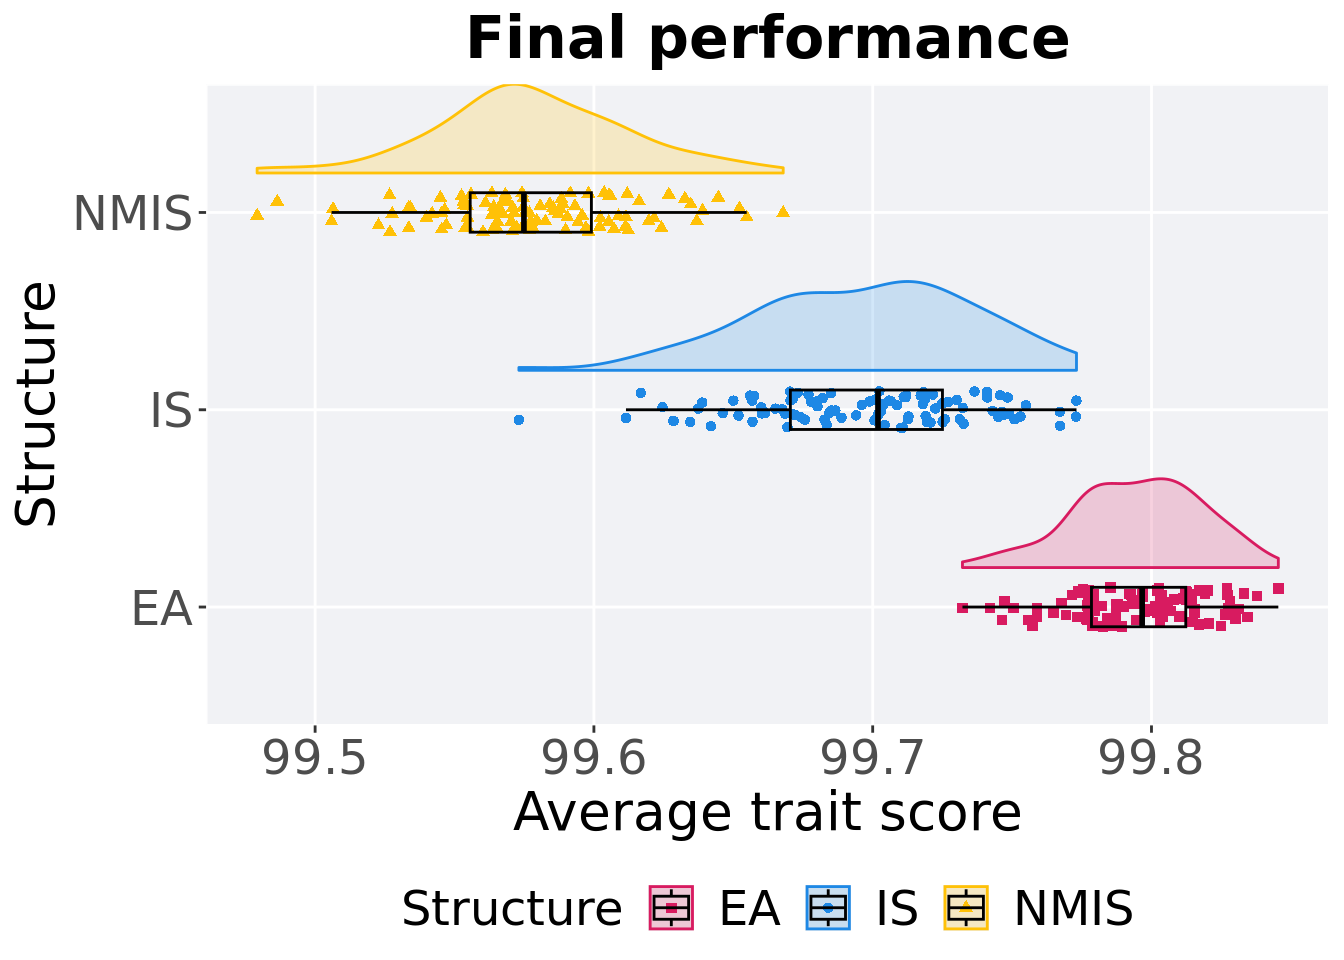 Final performance
NMIS
IS
EA
Structure
99.5 99.6 99.7 99.8
Average trait score
Structure EA IS NMIS